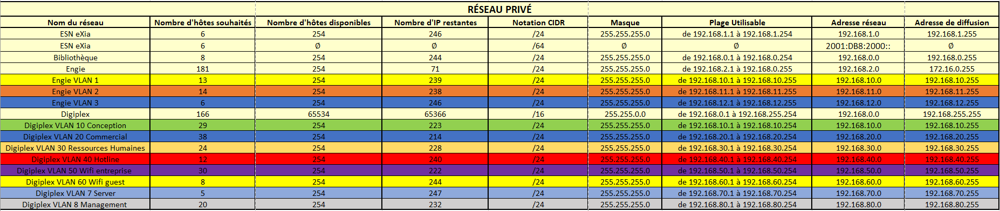 RÉSEAU PRIVÉ
Nom du réseau Nombre d'hôtes souhaités Nombre d'hôtes disponibles Nombre d'IP restantes Notation CIDR Masque Plage Utilisable Adresse réseau Adresse de diffusion
ESN eXia 6 254 246 /24 255.255.255.0 de 192.168.1.1 à 192.168.1.254 192.168.1.0 192.168.1.255
ESN eXia 6 Ø Ø /64 Ø Ø 2001:DB8:2000:: Ø
Bibliothèque 8 254 244 /24 255.255.255.0 de 192.168.0.1 à 192.168.0.254 192.168.0.0 192.168.0.255
Engie 181 254 71 /24 255.255.255.0 de 192.168.2.1 à 192.168.0.255 192.168.2.0 172.16.0.255
Engie VLAN 1 13 254 239 /24 255.255.255.0 de 192.168.10.1 à 192.168.10.255 192.168.10.0 192.168.10.255
Engie VLAN 2 14 254 238 /24 255.255.255.0 de 192.168.11.1 à 192.168.11.255 192.168.11.0 192.168.11.255
Engie VLAN 3 6 254 246 /24 255.255.255.0 de 192.168.12.1 à 192.168.12.255 192.168.12.0 192.168.12.255
Digiplex 166 65534 65366 /16 255.255.0.0 de 192.168.0.1 à 192.168.255.254 192.168.0.0 192.168.255.255
Digiplex VLAN 10 Conception 29 254 223 /24 255.255.255.0 de 192.168.10.1 à 192.168.10.254 192.168.10.0 192.168.10.255
Digiplex VLAN 20 Commercial 38 254 214 /24 255.255.255.0 de 192.168.20.1 à 192.168.20.254 192.168.20.0 192.168.20.255
Digiplex VLAN 30 Ressources Humaines 24 254 228 /24 255.255.255.0 de 192.168.30.1 à 192.168.30.254 192.168.30.0 192.168.30.255
Digiplex VLAN 40 Hotline 12 254 240 /24 255.255.255.0 de 192.168.40.1 à 192.168.40.254 192.168.40.0 192.168.40.255
Digiplex VLAN 50 Wifi entreprise 30 254 222 /24 255.255.255.0 de 192.168.50.1 à 192.168.50.254 192.168.50.0 192.168.50.255
Digiplex VLAN 60 Wifi guest 8 254 244 /24 255.255.255.0 de 192.168.60.1 à 192.168.60.254 192.168.60.0 192.168.60.255
Digiplex VLAN 7 Server 5 254 247 /24 255.255.255.0 de 192.168.70.1 à 192.168.70.254 192.168.70.0 192.168.70.255
Digiplex VLAN 8 Management 20 254 232 /24 255.255.255.0 de 192.168.80.1 à 192.168.80.254 192.168.80.0 192.168.80.255